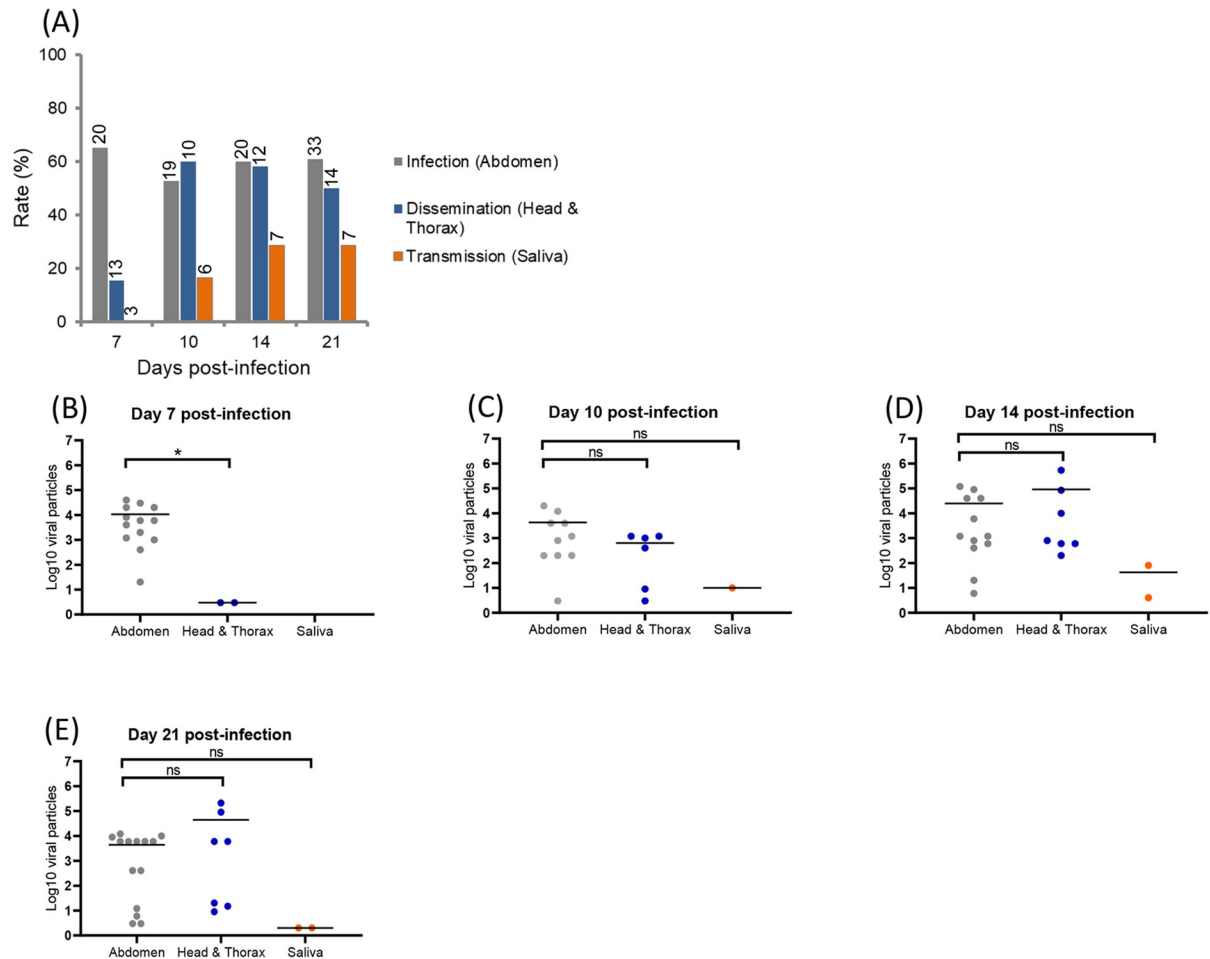 (A)
100
80
60
40
20
0
Rate (%)
20
13
3
19
10
6
20
12
7
33
14
7
7
10
14
21
Days post-infection
Infection (Abdomen)
Dissemination (Head &
Thorax)
Transmission (Saliva)
(B)
Day 7 post-infection
*
7
6
5
4
3
2
1
0
Log10 viral particles
Abdomen
Head & Thorax
Saliva
(C)
Day 10 post-infection
ns
ns
7
6
5
4
3
2
1
0
Log10 viral particles
Abdomen
Head & Thorax
Saliva
(D)
Day 14 post-infection
ns
ns
7
6
5
4
3
2
1
0
Log10 viral particles
Abdomen
Head & Thorax
Saliva
(E)
Day 21 post-infection
ns
ns
7
6
5
4
3
2
1
0
Log10 viral particles
Abdomen
Head & Thorax
Saliva